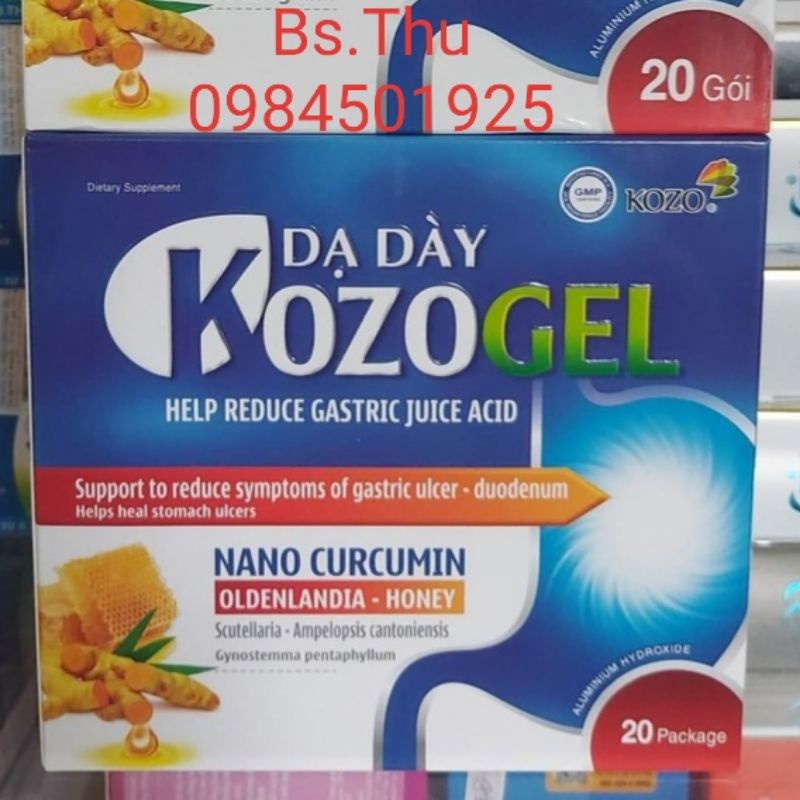 Bs.Thu
0984501925
ALUMINIUM HYDROXIDE
20 Gói
Dietary Supplement
GMP
KOZO
DẠ DÀY
KOZOGEL
HELP REDUCE GASTRIC JUICE ACID
Support to reduce symptoms of gastric ulcer - duodenum
Helps heal stomach ulcers
NANO CURCUMIN
OLDENLANDIA - HONEY
Scutellaria - Ampelopsis cantoniensis
Gynostemma pentaphyllum
ALUMINIUM HYDROXIDE
20 Package